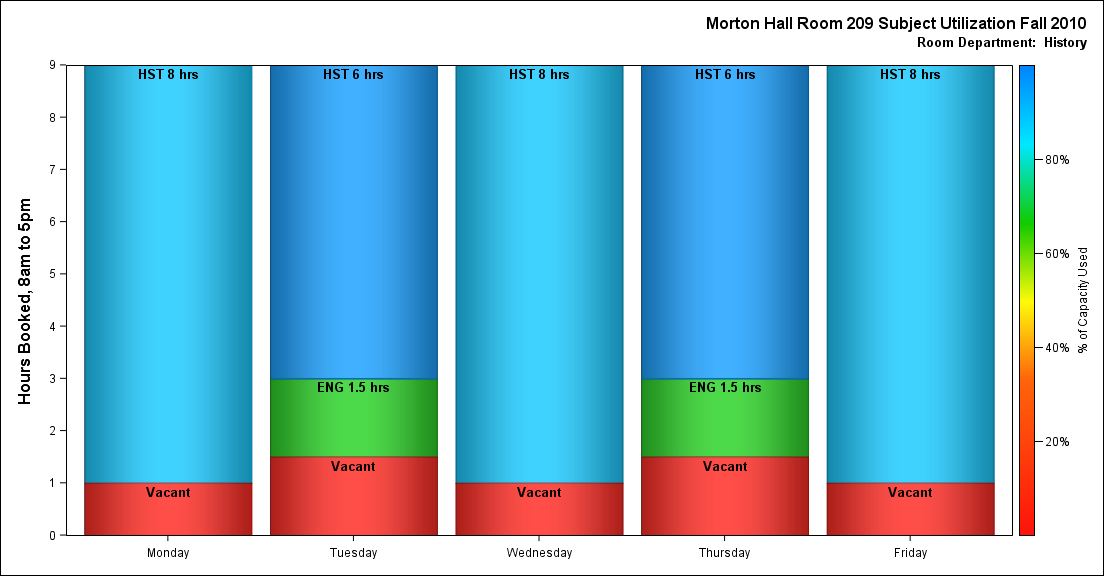 Morton Hall Room 209 Subject Utilization Fall 2010
Room Department: History
Hours Booked, 8am to 5pm
9
8
7
6
5
4
3
2
1
0
HST 8 hrs
Vacant
HST 6 hrs
ENG 1.5 hrs
Vacant
HST 8 hrs
Vacant
HST 6 hrs
ENG 1.5 hrs
Vacant
HST 8 hrs
Vacant
Monday
Tuesday
Wednesday
Thursday
Friday
80%
60%
40%
20%
% of Capacity Used